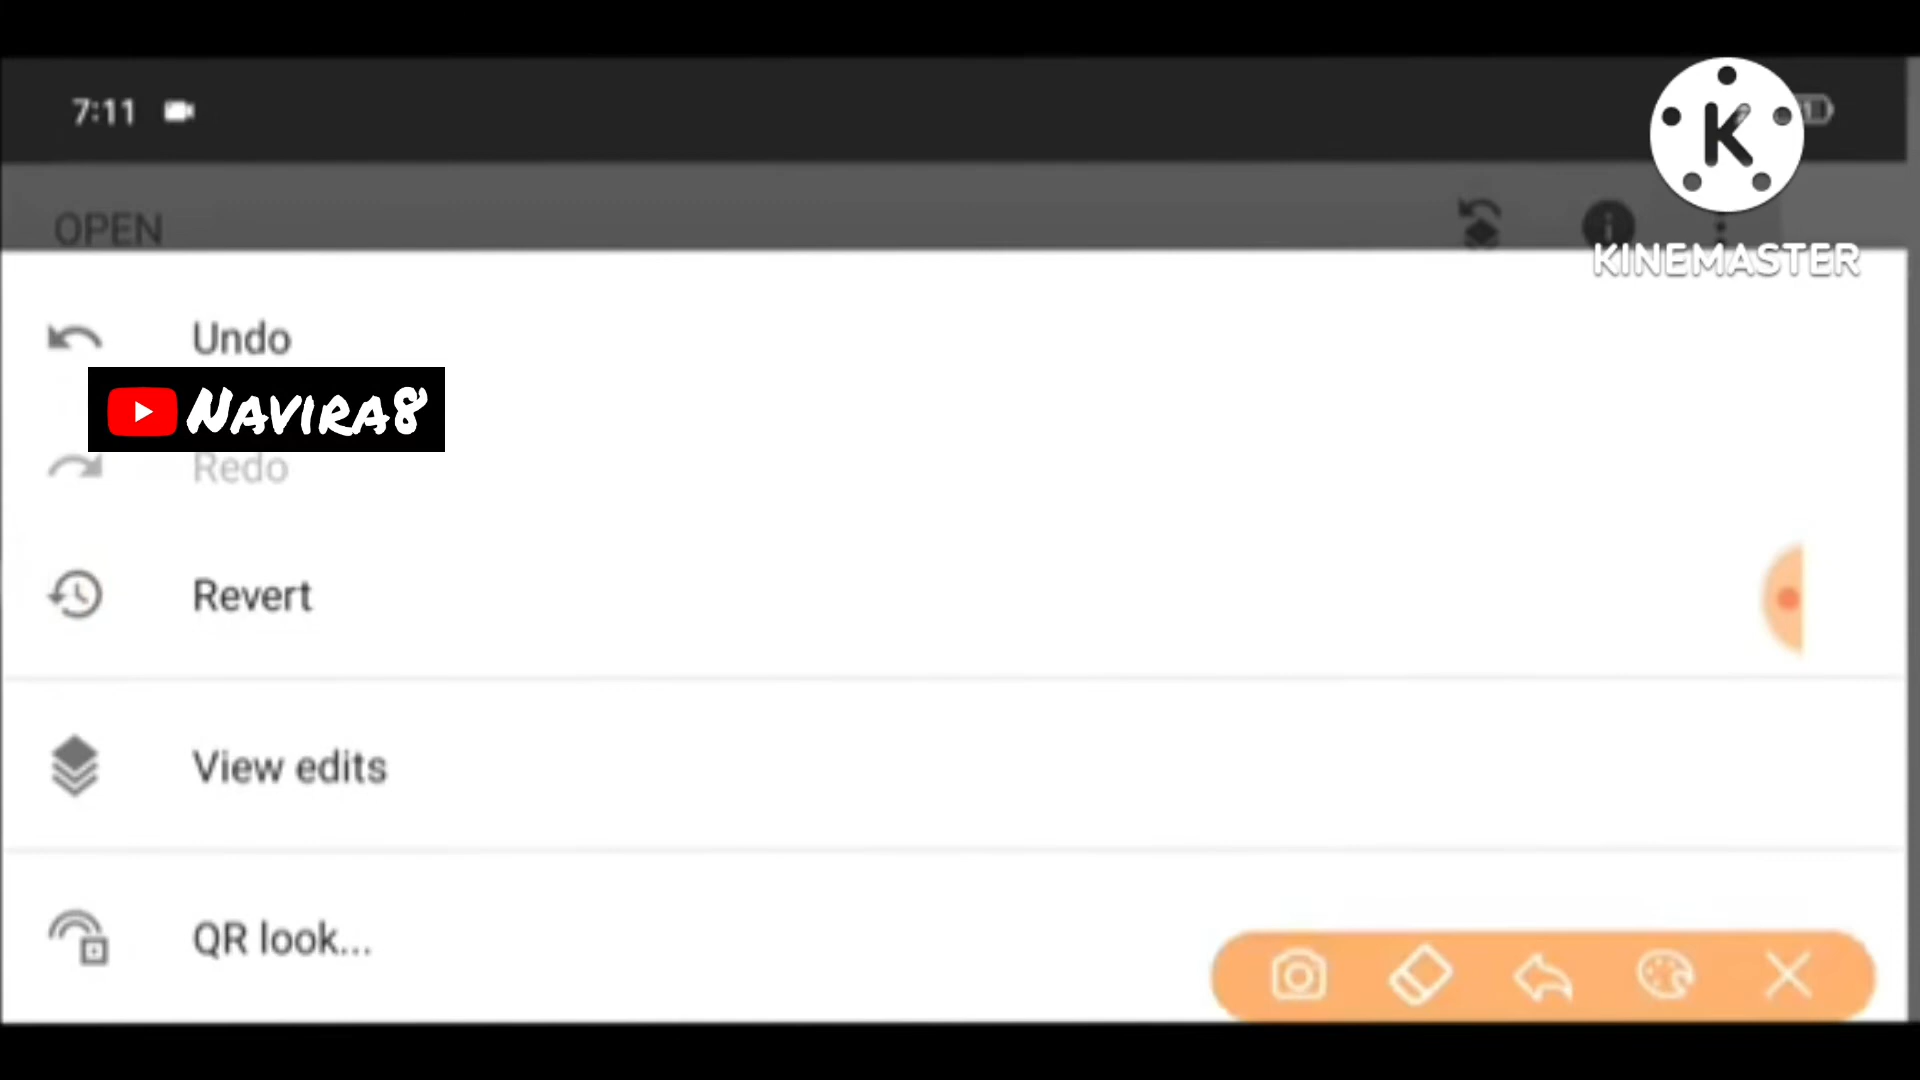 7:11
K
OPEN
KINEMASTER
Undo
NAVIRA8
Redo
Revert
View edits
QR look...